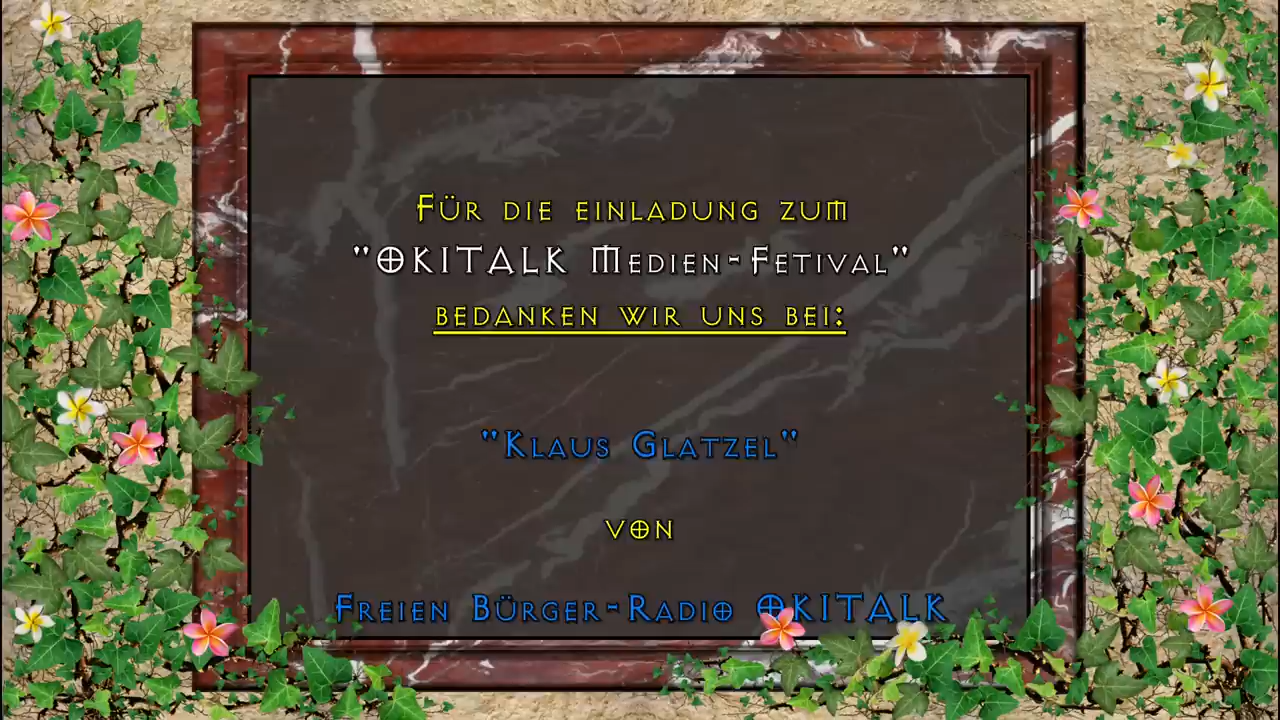 Für die einladung zum
"OKITALK Medien-Fetival"
bedanken wir uns bei:
"Klaus Glatzel"
von
Freien Bürger-Radio OKITALK